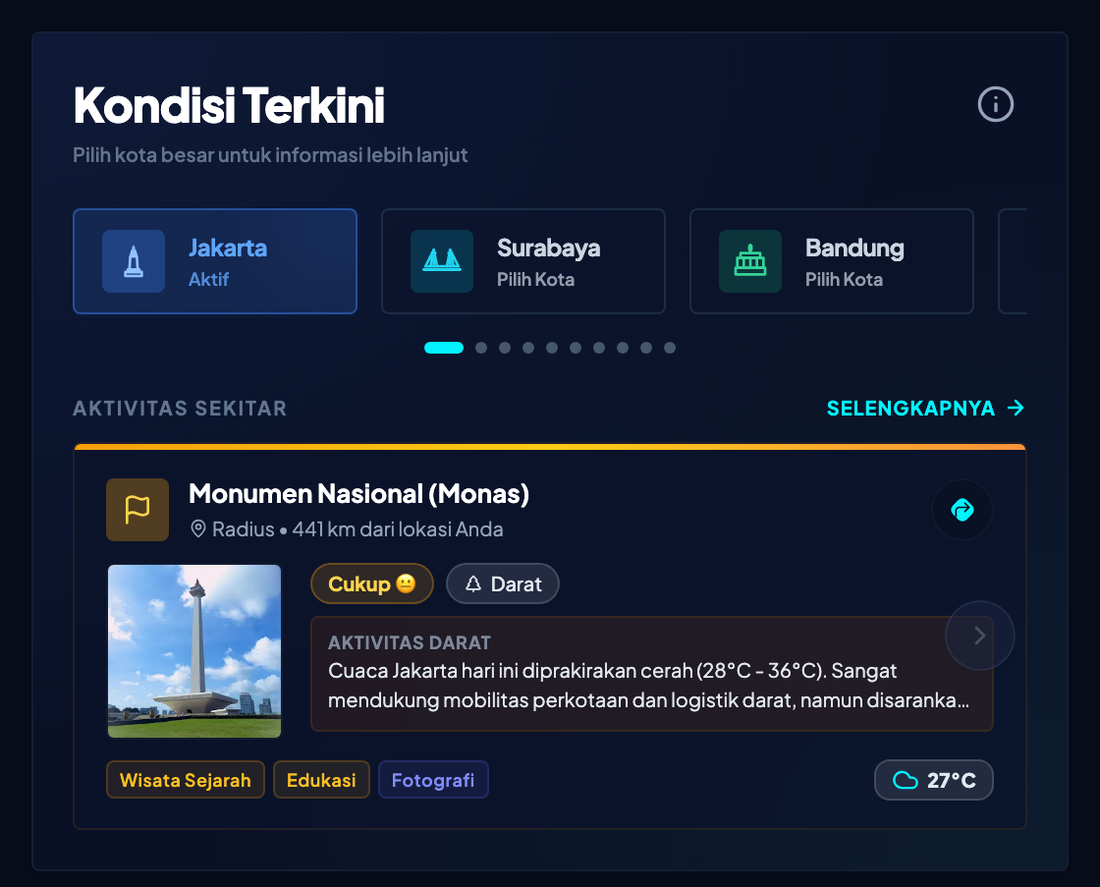 Kondisi Terkini
Pilih kota besar untuk informasi lebih lanjut
Jakarta
Aktif
Surabaya
Pilih Kota
Bandung
Pilih Kota
AKTIVITAS SEKITAR
SELENGKAPNYA →
Monumen Nasional (Monas)
Radius • 441 km dari lokasi Anda
Cukup 😐
Darat
AKTIVITAS DARAT
Cuaca Jakarta hari ini diprakirakan cerah (28°C - 36°C). Sangat
mendukung mobilitas perkotaan dan logistik darat, namun disaranka...
Wisata Sejarah
Edukasi
Fotografi
27°C